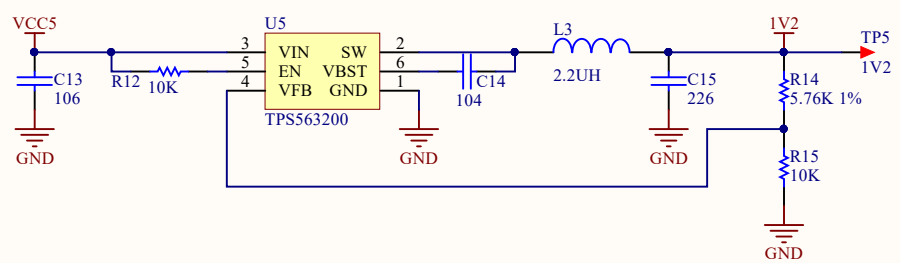 VCC5
U5
L3
1V2
TP5
3 VIN SW 2
5 EN VBST 6
4 VFB GND 1
C13
106
R12 10K
C14
104
2.2UH
C15
226
1V2
R14
5.76K 1%
TPS563200
GND
GND
GND
R15
10K
GND